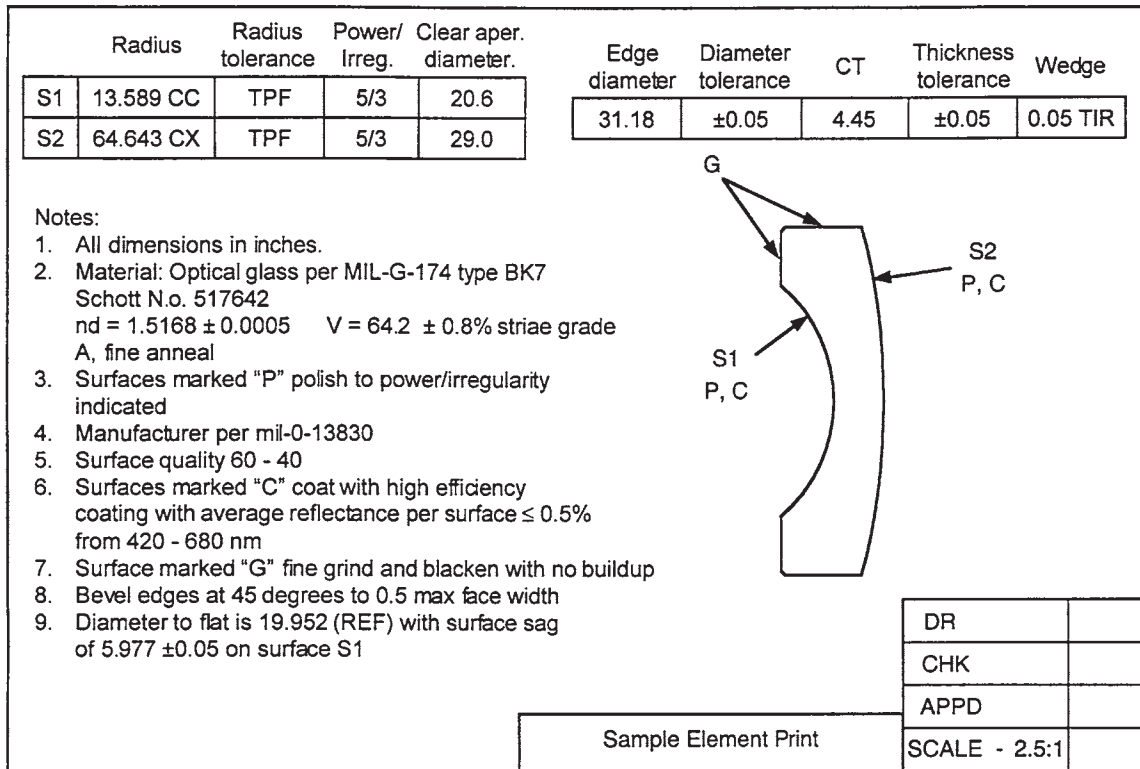 Radius Radius tolerance Power/ Irreg. Clear aper. diameter.
S1 13.589 CC TPF 5/3 20.6
S2 64.643 CX TPF 5/3 29.0
Edge diameter Diameter tolerance CT Thickness tolerance Wedge
31.18 ±0.05 4.45 ±0.05 0.05 TIR
G
S2
P, C
S1
P, C
Notes:
1. All dimensions in inches.
2. Material: Optical glass per MIL-G-174 type BK7
Schott N.o. 517642
nd = 1.5168 ± 0.0005 V = 64.2 ± 0.8% striae grade
A, fine anneal
3. Surfaces marked “P” polish to power/irregularity
indicated
4. Manufacturer per mil-0-13830
5. Surface quality 60 - 40
6. Surfaces marked “C” coat with high efficiency
coating with average reflectance per surface ≤ 0.5%
from 420 - 680 nm
7. Surface marked “G” fine grind and blacken with no buildup
8. Bevel edges at 45 degrees to 0.5 max face width
9. Diameter to flat is 19.952 (REF) with surface sag
of 5.977 ±0.05 on surface S1
Sample Element Print
DR
CHK
APPD
SCALE - 2.5:1